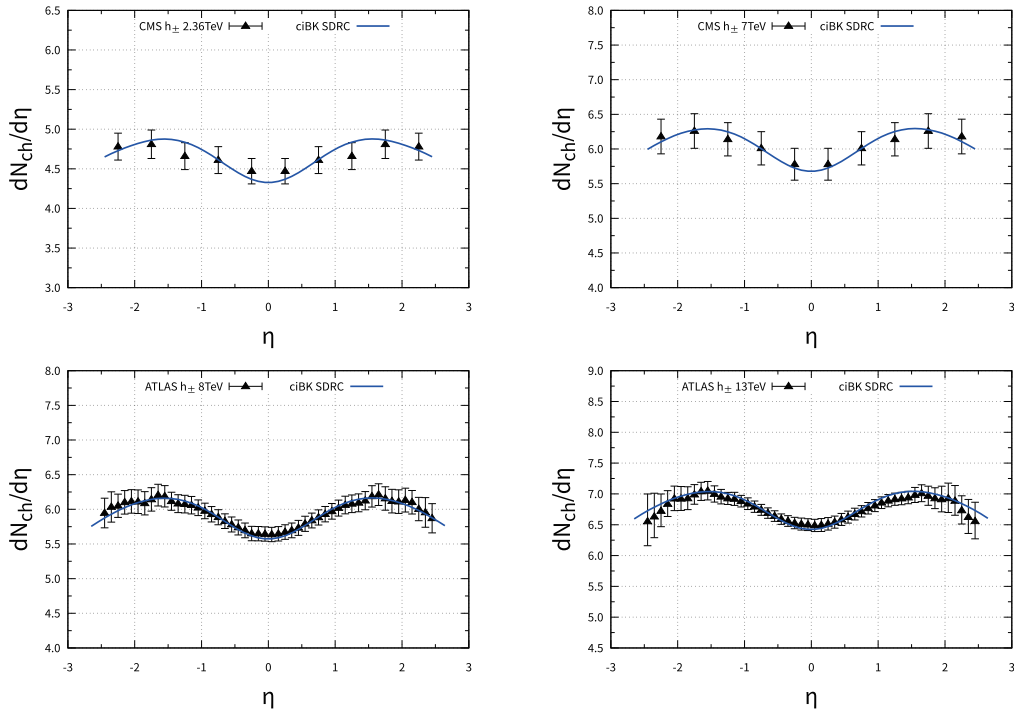 CMS h± 2.36TeV ciBK SDRC
6.5
6.0
5.5
5.0
4.5
4.0
3.5
3.0
dNch/dη
-3 -2 -1 0 1 2 3
η
CMS h± 7TeV ciBK SDRC
8.0
7.5
7.0
6.5
6.0
5.5
5.0
4.5
4.0
dNch/dη
-3 -2 -1 0 1 2 3
η
ATLAS h± 8TeV ciBK SDRC
8.0
7.5
7.0
6.5
6.0
5.5
5.0
4.5
4.0
dNch/dη
-3 -2 -1 0 1 2 3
η
ATLAS h± 13TeV ciBK SDRC
9.0
8.5
8.0
7.5
7.0
6.5
6.0
5.5
5.0
4.5
dNch/dη
-3 -2 -1 0 1 2 3
η